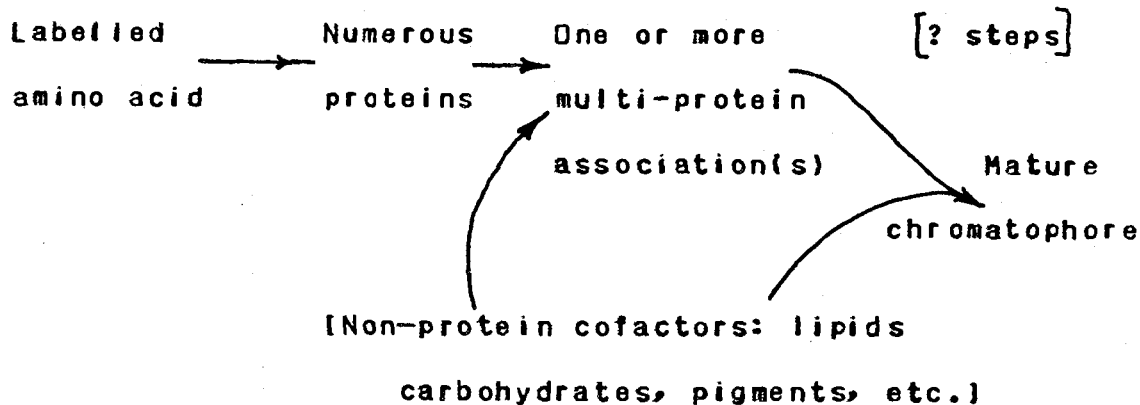 Labelled Numerous One or more [? steps]
amino acid proteins multi-protein
association(s) Mature
chromatophore
[Non-protein cofactors: lipids
carbohydrates, pigments, etc.]